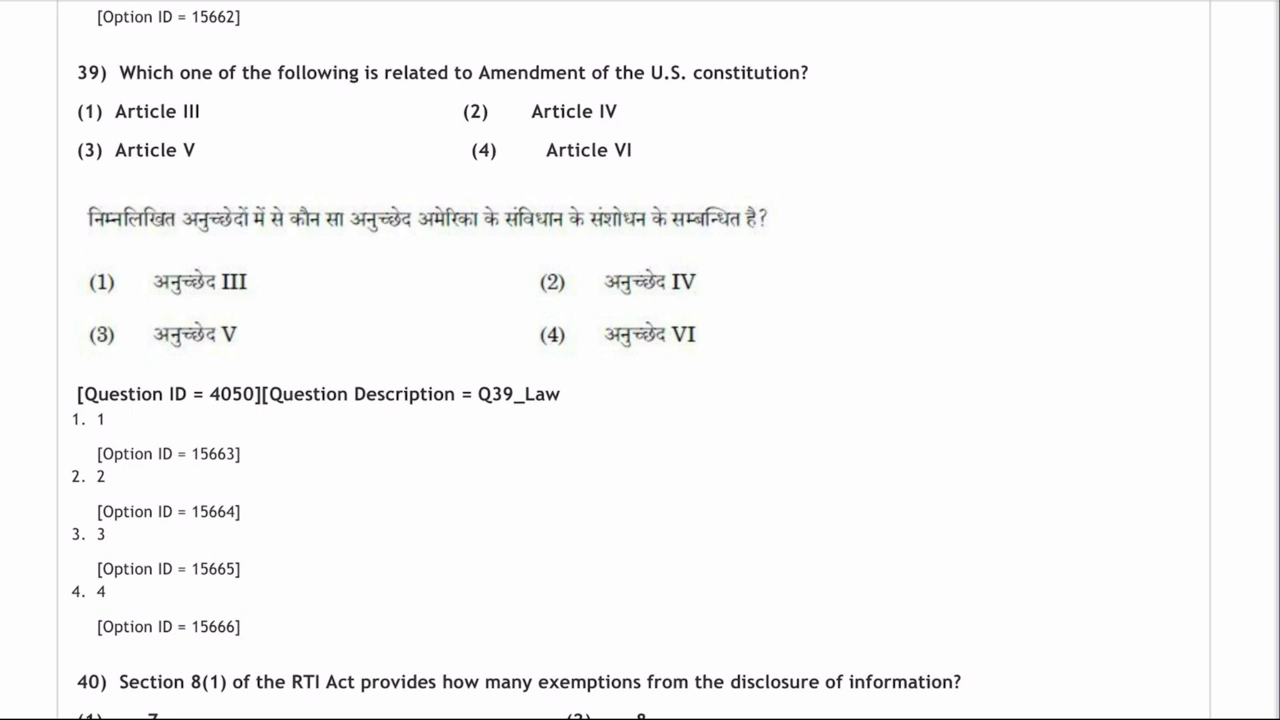 [Option ID = 15662]
39) Which one of the following is related to Amendment of the U.S. constitution?
(1) Article III (2) Article IV
(3) Article V (4) Article VI
निम्नलिखित अनुच्छेदों में से कौन सा अनुच्छेद अमेरिका के संविधान के संशोधन के सम्बन्धित है?
(1) अनुच्छेद III (2) अनुच्छेद IV
(3) अनुच्छेद V (4) अनुच्छेद VI
[Question ID = 4050][Question Description = Q39_Law
1. 1
[Option ID = 15663]
2. 2
[Option ID = 15664]
3. 3
[Option ID = 15665]
4. 4
[Option ID = 15666]
40) Section 8(1) of the RTI Act provides how many exemptions from the disclosure of information?